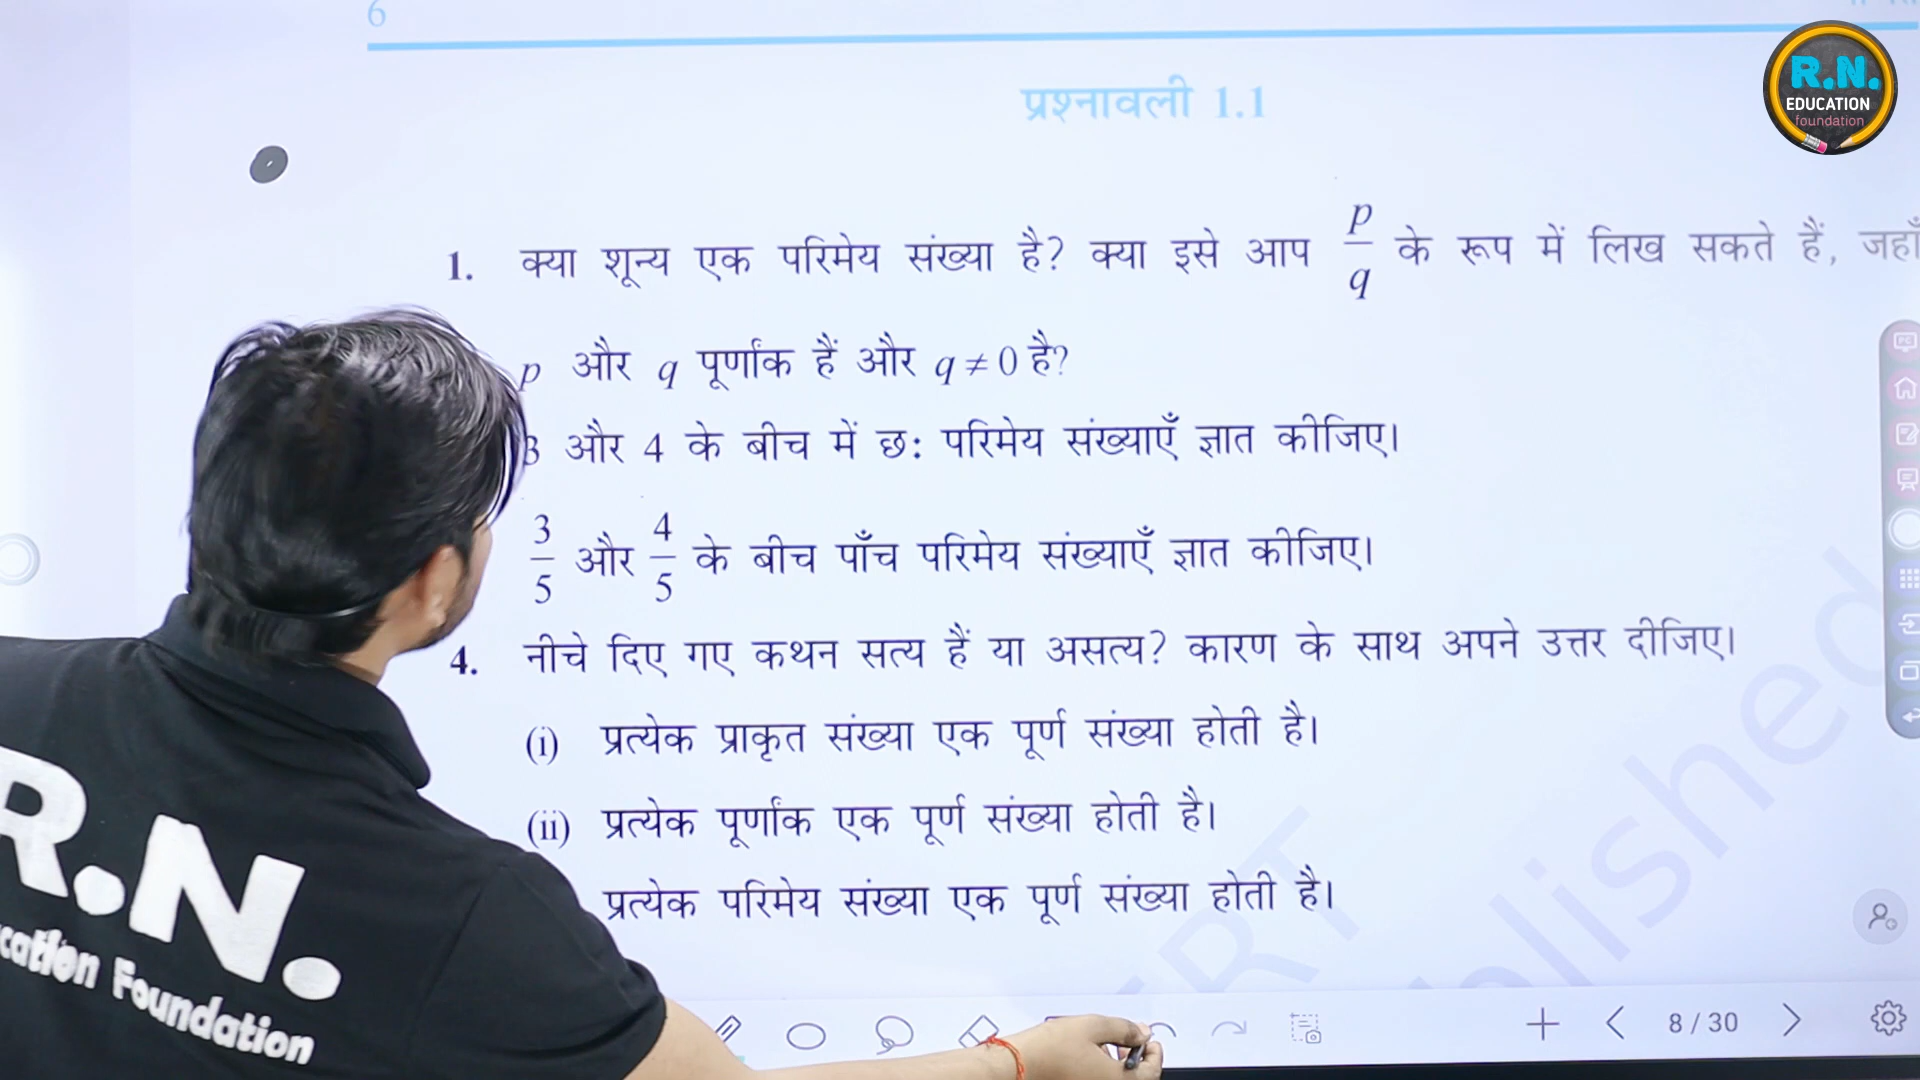 6
प्रश्नावली 1.1
R.N.
EDUCATION
foundation
1. क्या शून्य एक परिमेय संख्या है? क्या इसे आप p/q के रूप में लिख सकते हैं, जहाँ
p और q पूर्णांक हैं और q ≠ 0 है?
3 और 4 के बीच में छ: परिमेय संख्याएँ ज्ञात कीजिए।
3/5 और 4/5 के बीच पाँच परिमेय संख्याएँ ज्ञात कीजिए।
4. नीचे दिए गए कथन सत्य हैं या असत्य? कारण के साथ अपने उत्तर दीजिए।
(i) प्रत्येक प्राकृत संख्या एक पूर्ण संख्या होती है।
(ii) प्रत्येक पूर्णांक एक पूर्ण संख्या होती है।
प्रत्येक परिमेय संख्या एक पूर्ण संख्या होती है।
8 / 30
R.N.
cation Foundation